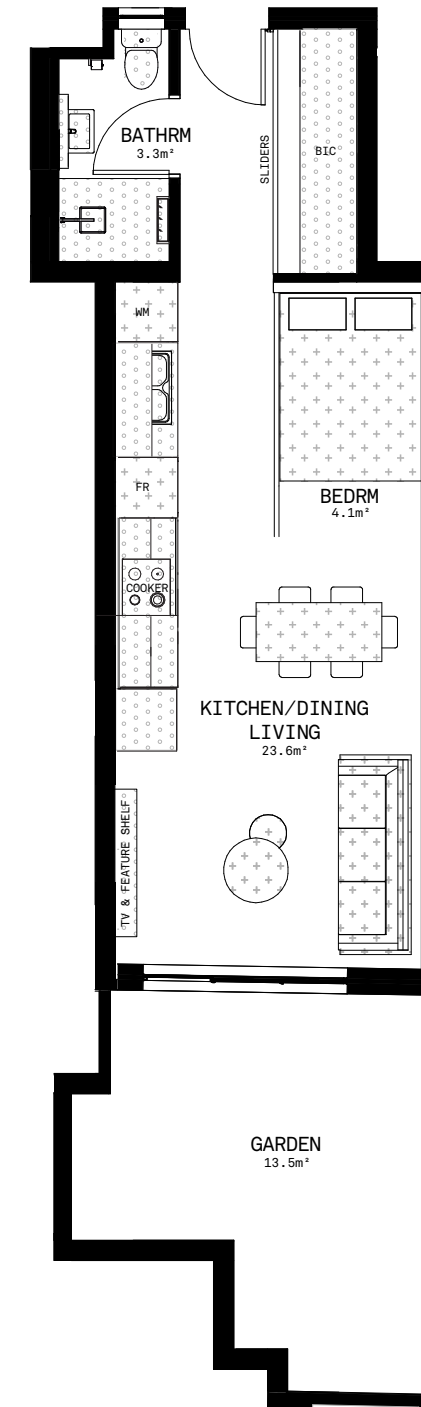 BATHRM
3.3m²
SLIDERS
BIC
WM
FR
BEDRM
4.1m²
COOKER
KITCHEN/DINING
LIVING
23.6m²
TV & FEATURE SHELF
GARDEN
13.5m²